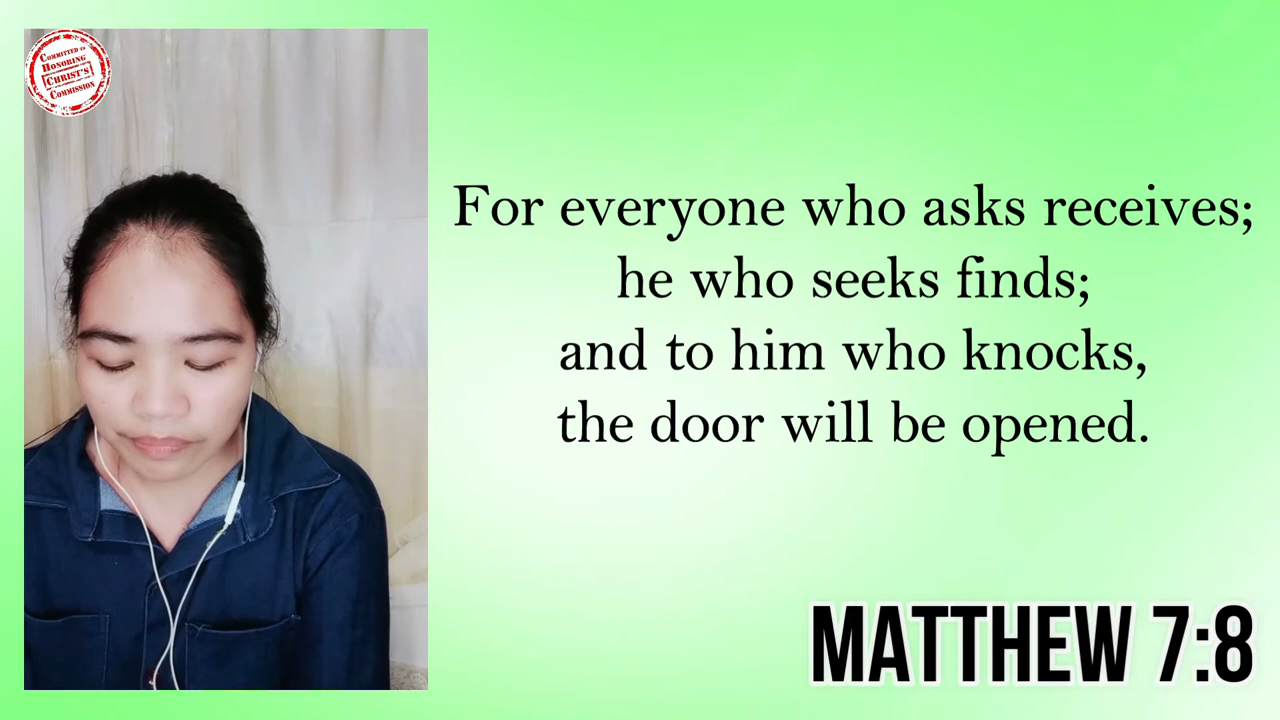 COMMITTED TO
HONORING
CHRIST'S
COMMISSION
For everyone who asks receives;
he who seeks finds;
and to him who knocks,
the door will be opened.
MATTHEW 7:8